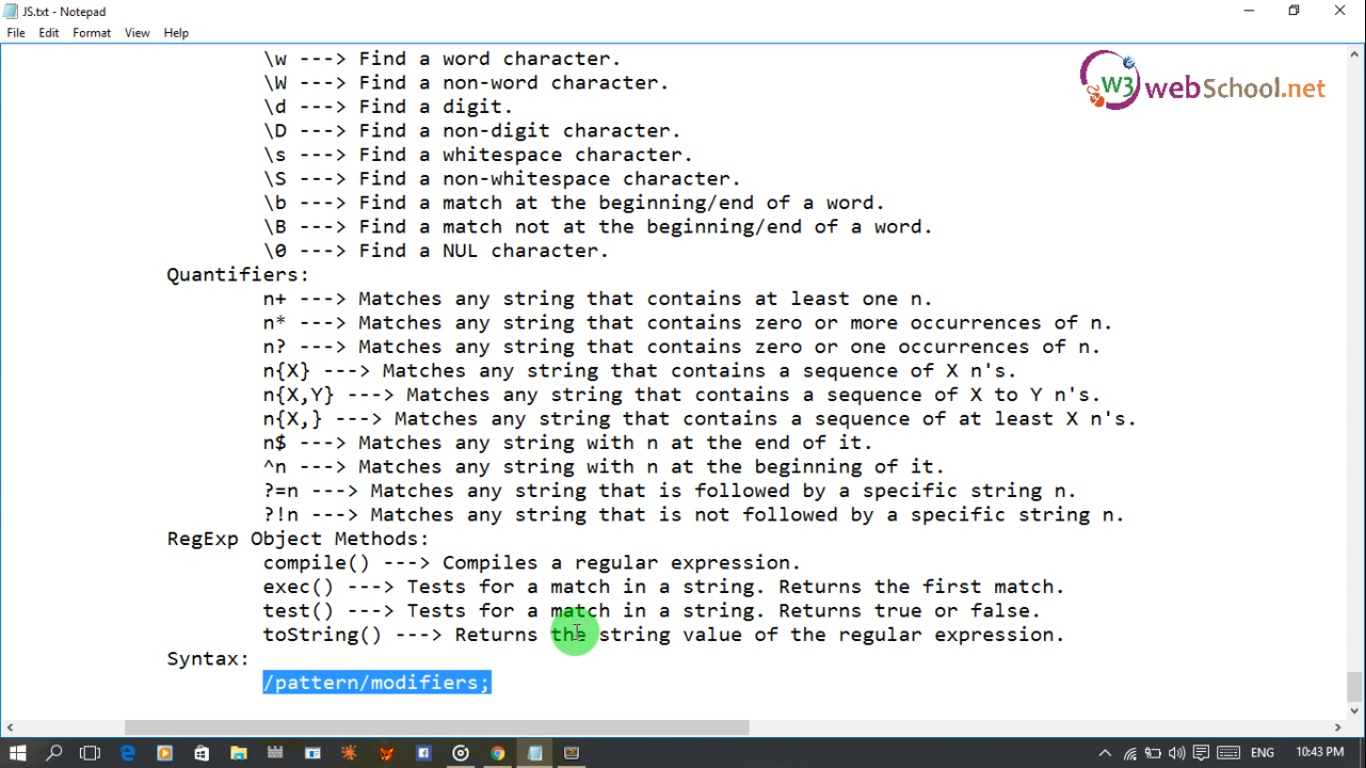 JS.txt - Notepad
File Edit Format View Help
W3 webSchool.net
\w ---> Find a word character.
\W ---> Find a non-word character.
\d ---> Find a digit.
\D ---> Find a non-digit character.
\s ---> Find a whitespace character.
\S ---> Find a non-whitespace character.
\b ---> Find a match at the beginning/end of a word.
\B ---> Find a match not at the beginning/end of a word.
\0 ---> Find a NUL character.
Quantifiers:
n+ ---> Matches any string that contains at least one n.
n* ---> Matches any string that contains zero or more occurrences of n.
n? ---> Matches any string that contains zero or one occurrences of n.
n{X} ---> Matches any string that contains a sequence of X n's.
n{X,Y} ---> Matches any string that contains a sequence of X to Y n's.
n{X,} ---> Matches any string that contains a sequence of at least X n's.
n$ ---> Matches any string with n at the end of it.
^n ---> Matches any string with n at the beginning of it.
?=n ---> Matches any string that is followed by a specific string n.
?!n ---> Matches any string that is not followed by a specific string n.
RegExp Object Methods:
compile() ---> Compiles a regular expression.
exec() ---> Tests for a match in a string. Returns the first match.
test() ---> Tests for a match in a string. Returns true or false.
toString() ---> Returns the string value of the regular expression.
Syntax:
/pattern/modifiers;
ENG 10:43 PM